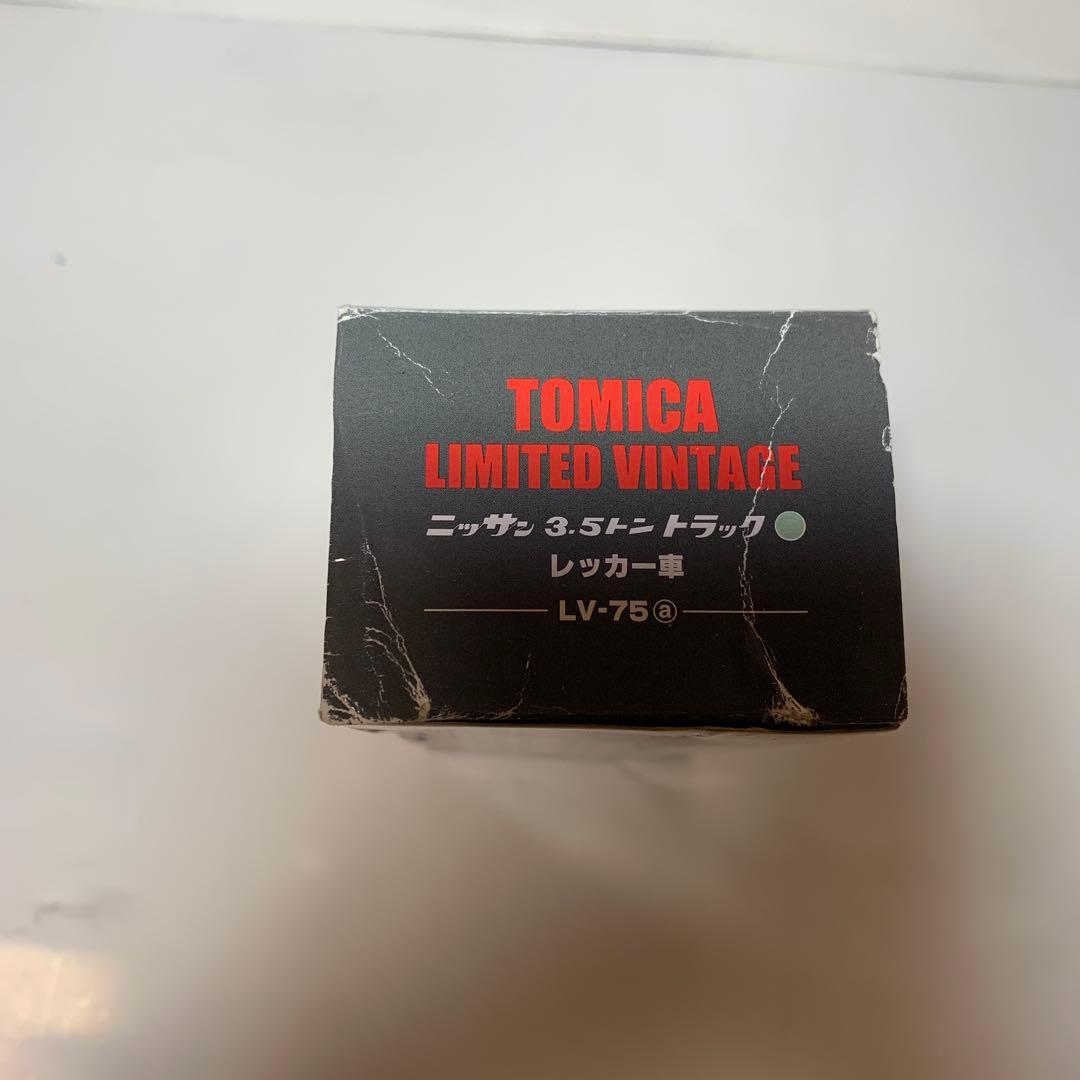 TOMICA
LIMITED VINTAGE
ニッサン 3.5トン トラック
レッカー車
LV-75ⓐ